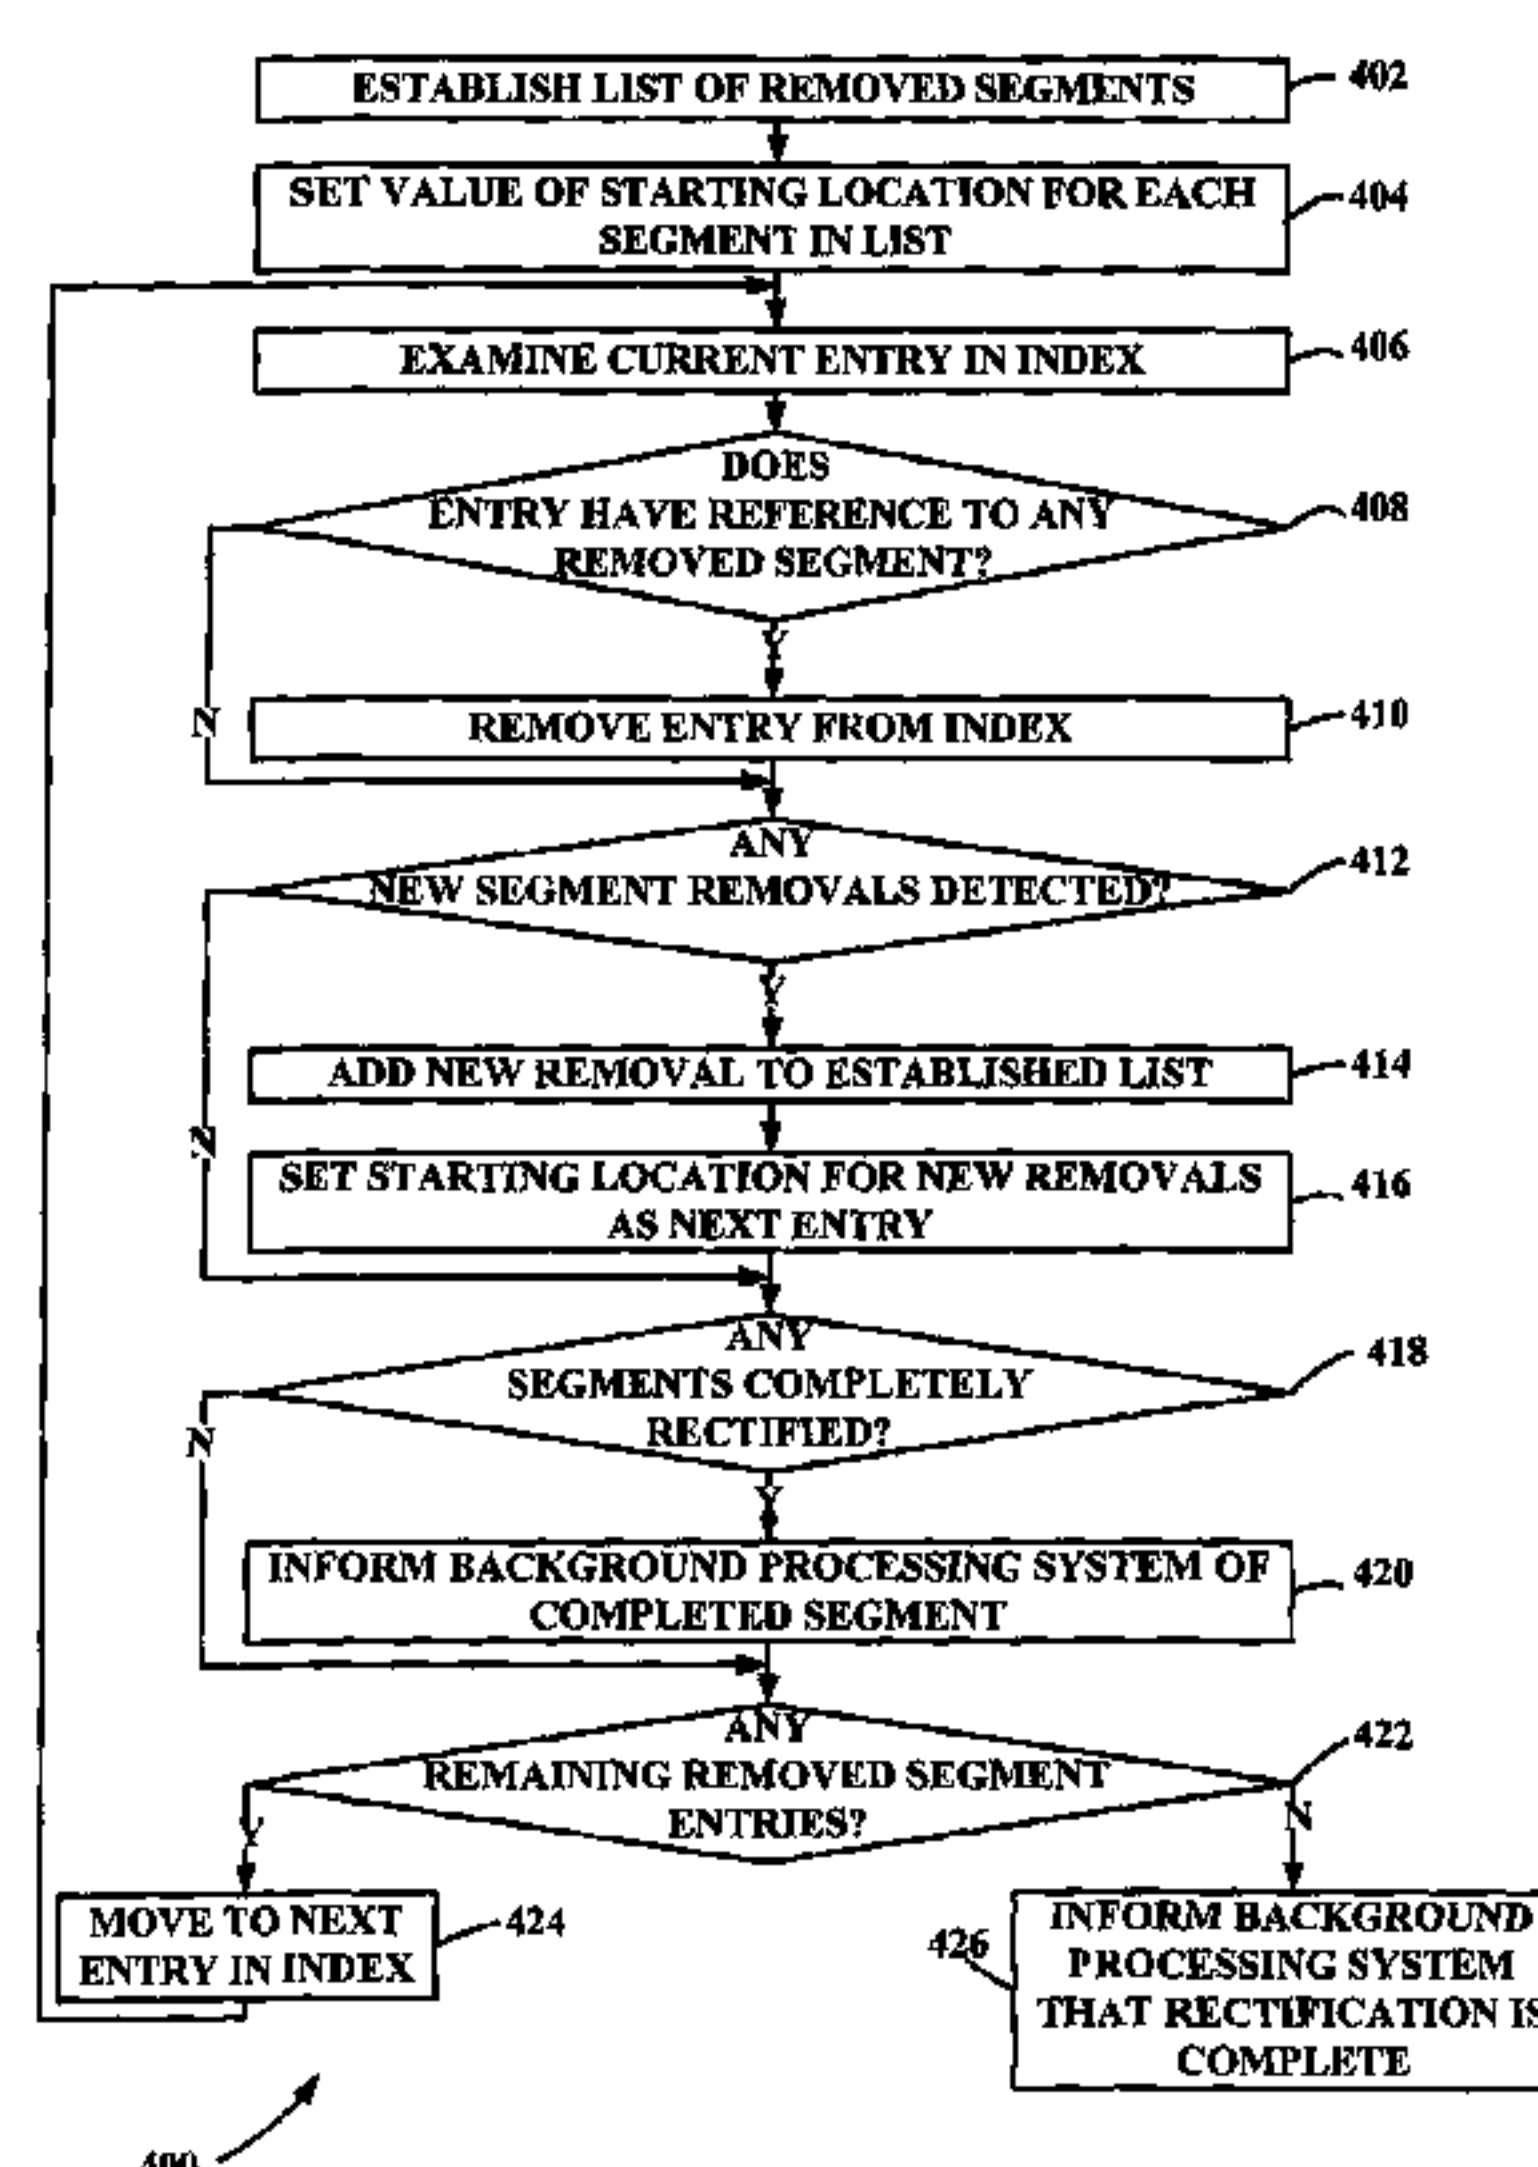 ESTABLISH LIST OF REMOVED SEGMENTS
402
SET VALUE OF STARTING LOCATION FOR EACH
SEGMENT IN LIST
404
EXAMINE CURRENT ENTRY IN INDEX
406
DOES
ENTRY HAVE REFERENCE TO ANY
REMOVED SEGMENT?
408
Y
N
REMOVE ENTRY FROM INDEX
410
ANY
NEW SEGMENT REMOVALS DETECTED?
412
Y
ADD NEW REMOVAL TO ESTABLISHED LIST
414
N
SET STARTING LOCATION FOR NEW REMOVALS
AS NEXT ENTRY
416
ANY
SEGMENTS COMPLETELY
RECTIFIED?
418
N
Y
INFORM BACKGROUND PROCESSING SYSTEM OF
COMPLETED SEGMENT
420
ANY
REMAINING REMOVED SEGMENT
ENTRIES?
422
Y
N
MOVE TO NEXT
ENTRY IN INDEX
424
426
INFORM BACKGROUND
PROCESSING SYSTEM
THAT RECTIFICATION IS
COMPLETE
400